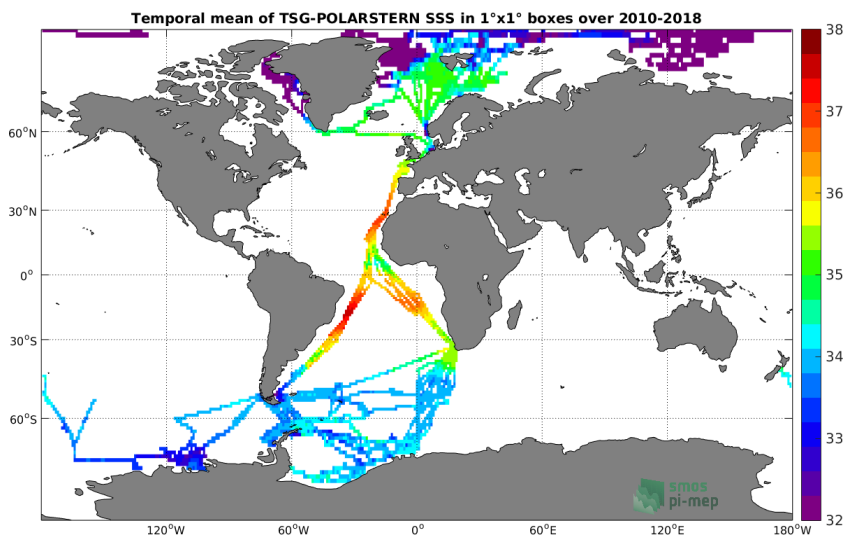 Temporal mean of TSG-POLARSTERN SSS in 1°x1° boxes over 2010-2018
38
37
36
35
34
33
32
60°N
30°N
0°
30°S
60°S
120°W
60°W
0°
60°E
120°E
180°W
smos
pi-mep